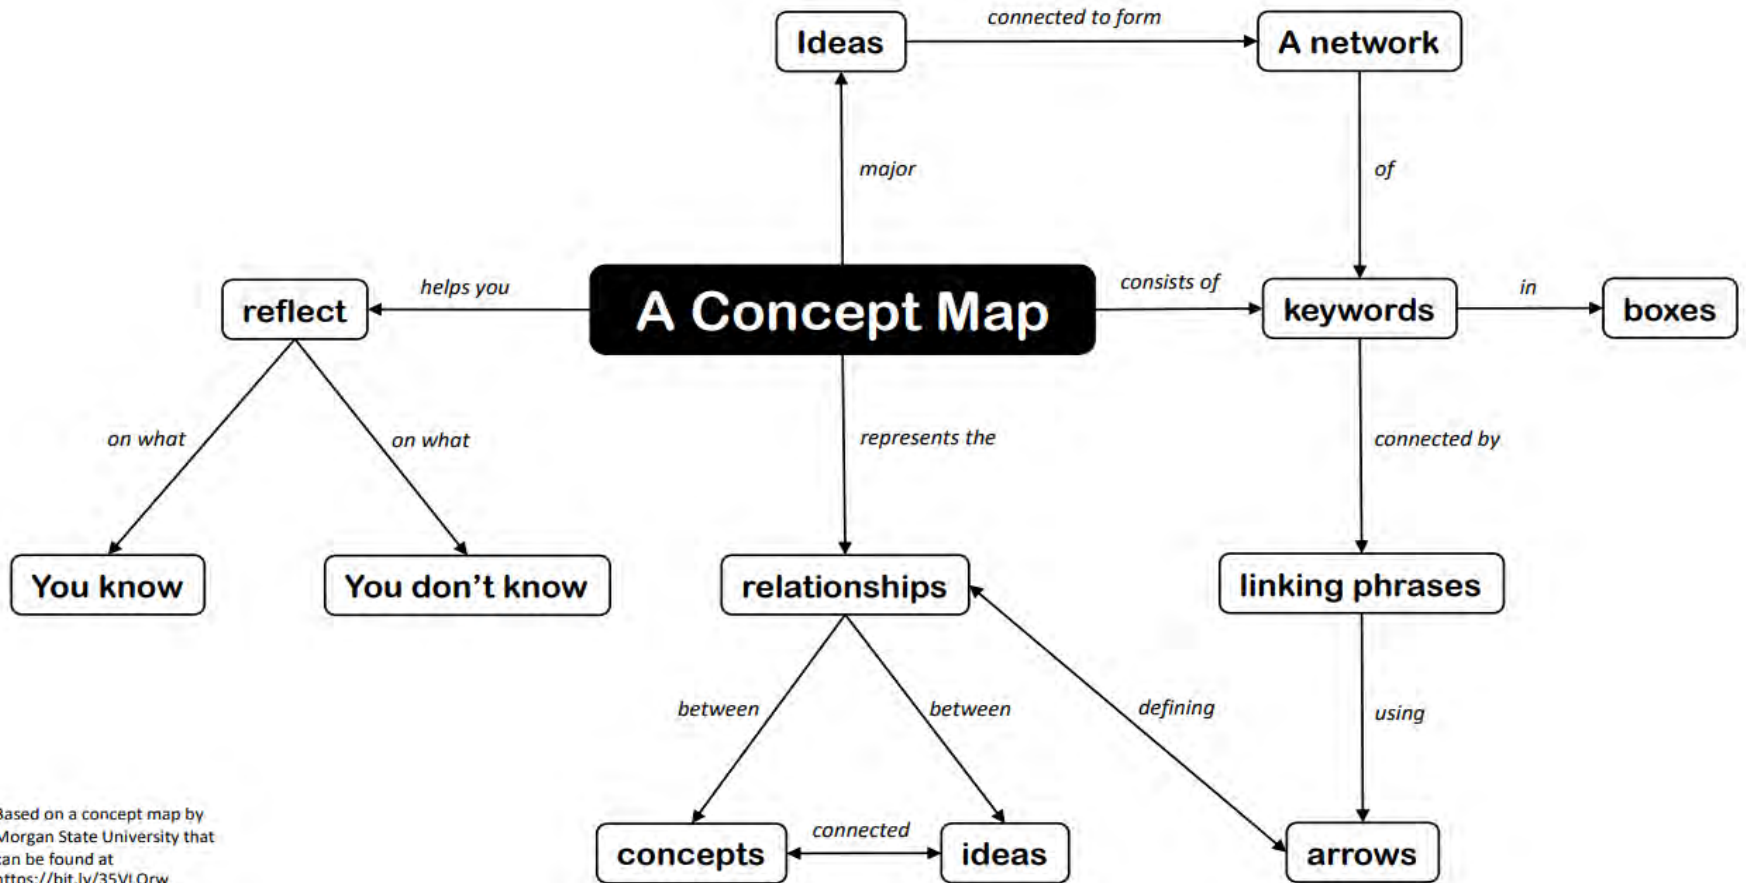 connected to form
Ideas
A network
major
of
helps you
consists of
in
reflect
A Concept Map
keywords
boxes
on what
on what
represents the
connected by
You know
You don't know
relationships
linking phrases
between
between
defining
using
connected
concepts
ideas
arrows
Based on a concept map by
Morgan State University that
can be found at